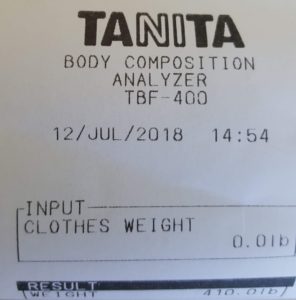 TANITA
BODY COMPOSITION
ANALYZER
TBF-400
12/JUL/2018 14:54
INPUT
CLOTHES WEIGHT
0.0lb
RESULT
WEIGHT 410.0lb